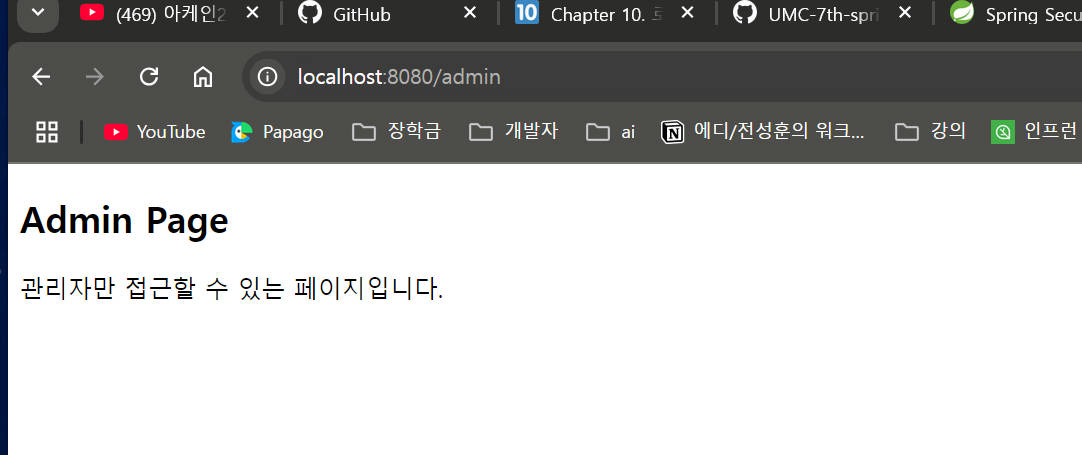 (469) 아케인2 GitHub Chapter 10. UMC-7th-spri Spring Secu
localhost:8080/admin
YouTube Papago 장학금 개발자 ai 에디/전성훈의 워크... 강의 인프런
Admin Page
관리자만 접근할 수 있는 페이지입니다.